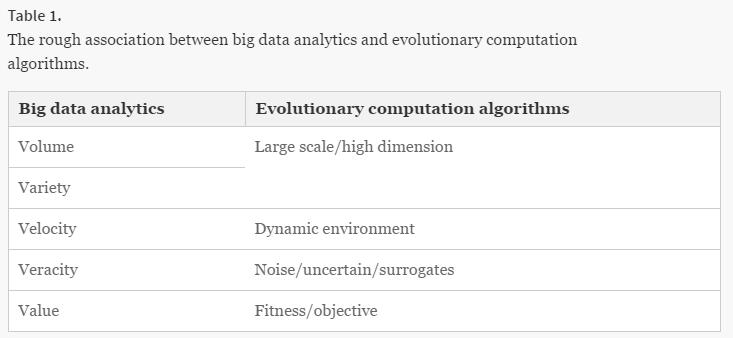 Table 1.
The rough association between big data analytics and evolutionary computation
algorithms.
Big data analytics Evolutionary computation algorithms
Volume Large scale/high dimension
Variety
Velocity Dynamic environment
Veracity Noise/uncertain/surrogates
Value Fitness/objective